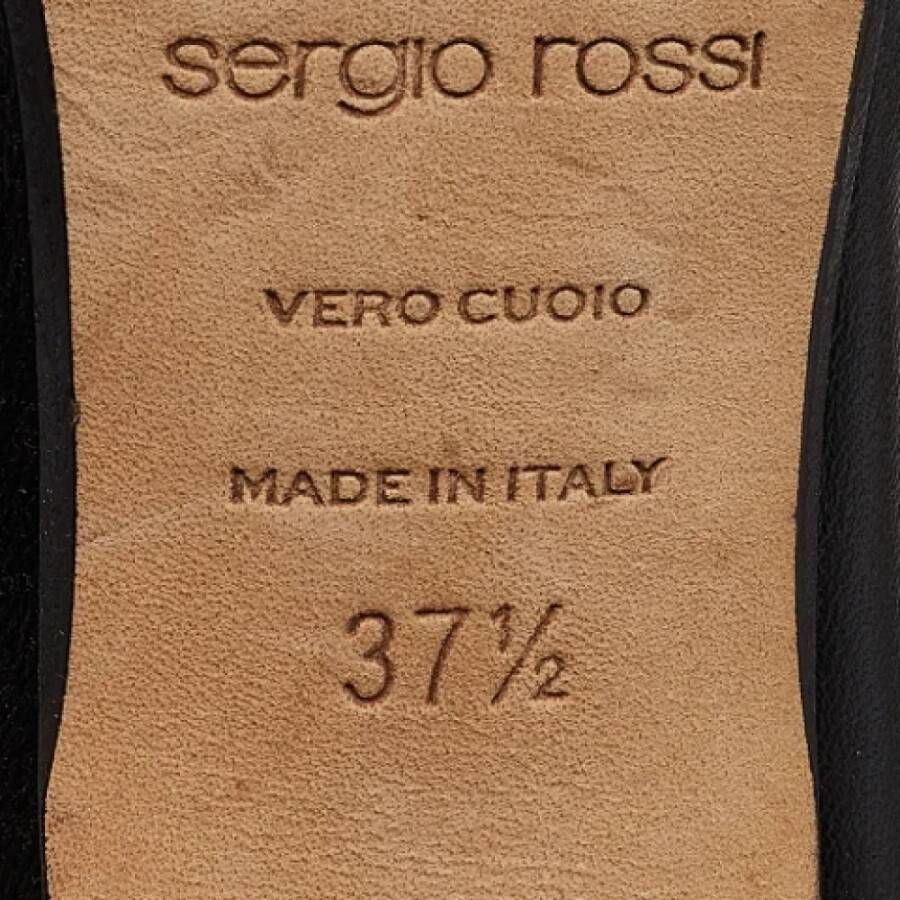 sergio rossi
VERO CUOIO
MADE IN ITALY
37½